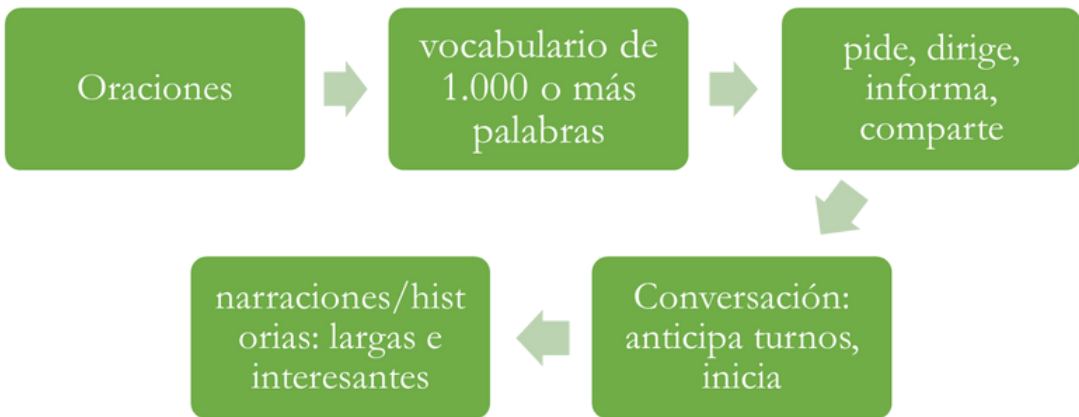 Oraciones
vocabulario de
1.000 o más
palabras
pide, dirige,
informa,
comparte
Conversación:
anticipa turnos,
inicia
narraciones/hist
orias: largas e
interesantes